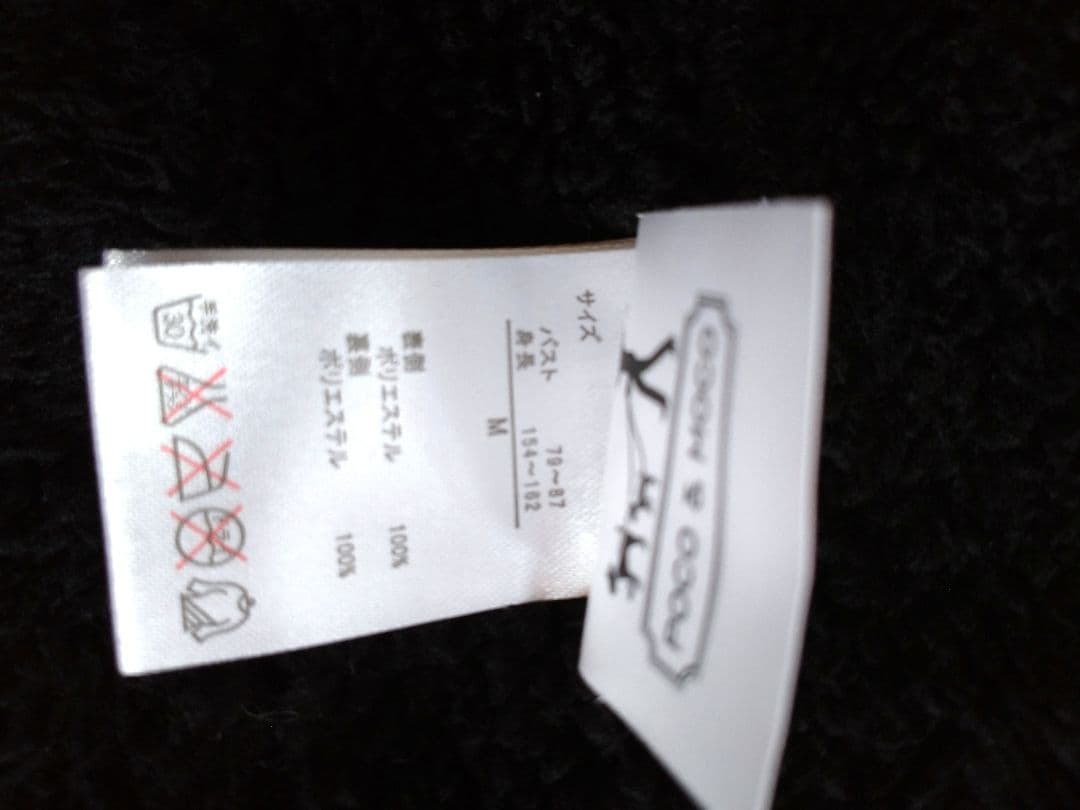 サイズ
バスト 79～87
身長 154～162
M
表側
ポリエステル 100%
裏側
ポリエステル 100%
手洗イ
30